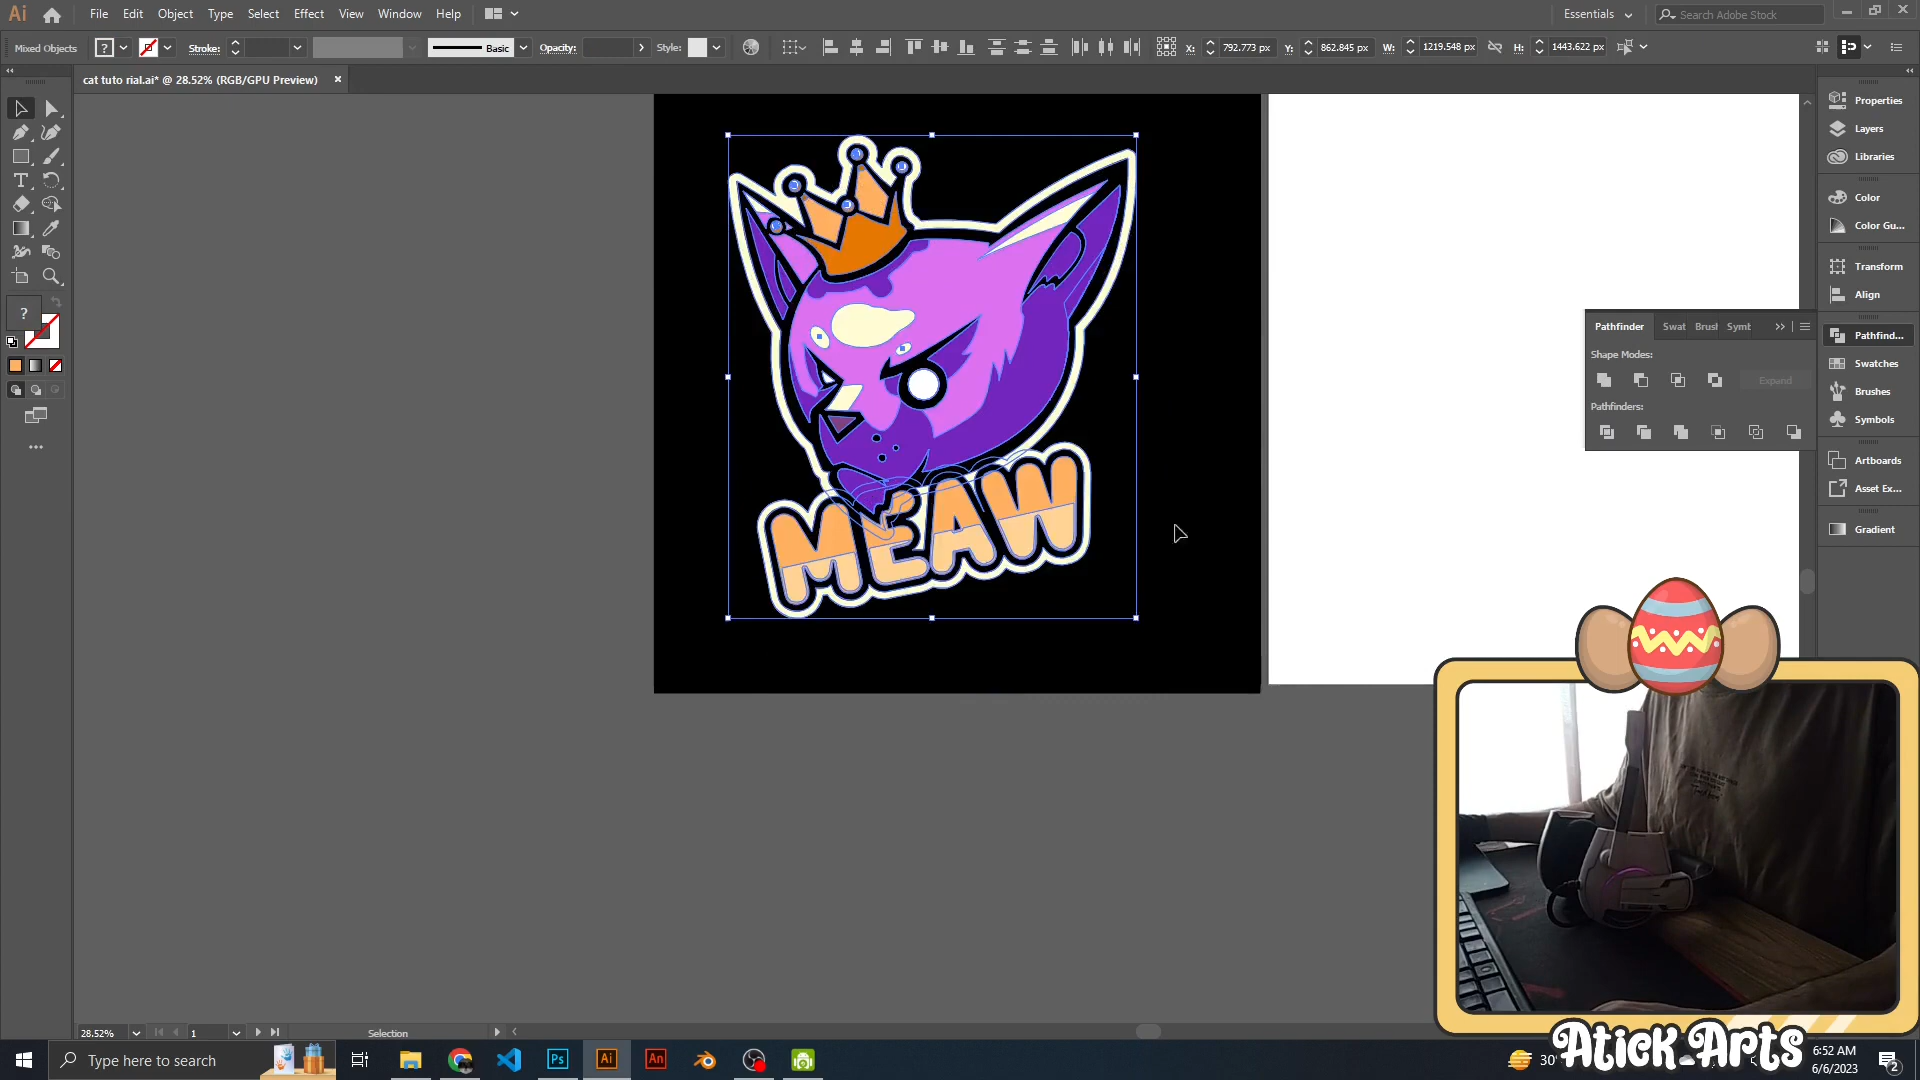 Ai File Edit Object Type Select Effect View Window Help Essentials Search Adobe Stock
Mixed Objects ? Stroke: Basic Opacity: Style: X: 792.773 px Y: 862.845 px W: 1219.548 px H: 1443.622 px
cat tuto rial.ai* @ 28.52% (RGB/GPU Preview) ×
Properties
Layers
Libraries
Color
Color Gu...
Transform
Align
Pathfinder Swat Brusl Symt
Pathfind...
Shape Modes:
Expand
Pathfinders:
Swatches
Brushes
Symbols
Artboards
Asset Ex...
Gradient
?
MEAW
28.52% 1 Selection
Type here to search
Ps Ai An
30°
Atick Arts
6:52 AM
6/6/2023
2